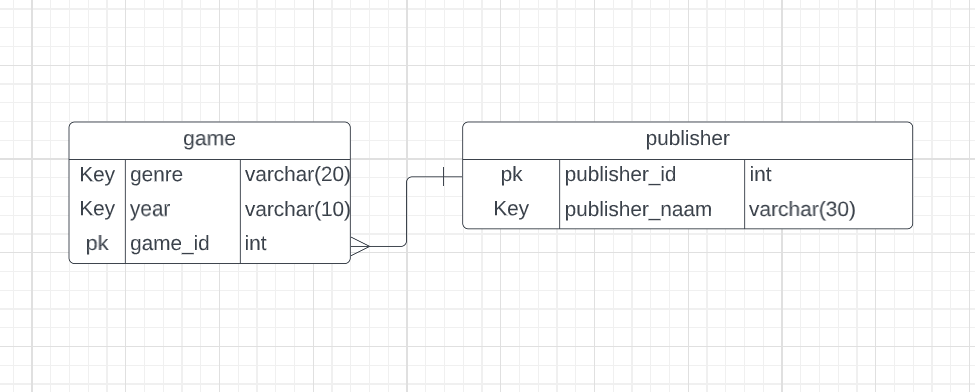 game
Key genre varchar(20)
Key year varchar(10)
pk game_id int
publisher
pk publisher_id int
Key publisher_naam varchar(30)